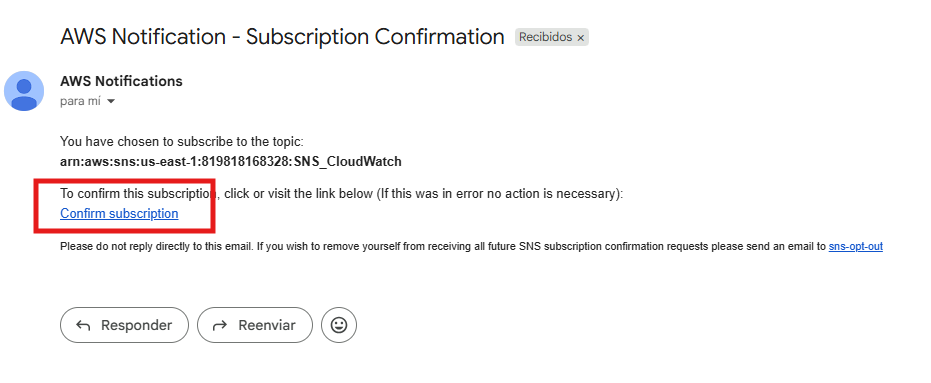 AWS Notification - Subscription Confirmation Recibidos ×
AWS Notifications
para mí
You have chosen to subscribe to the topic:
arn:aws:sns:us-east-1:819818168328:SNS_CloudWatch
To confirm this subscription, click or visit the link below (If this was in error no action is necessary):
Confirm subscription
Please do not reply directly to this email. If you wish to remove yourself from receiving all future SNS subscription confirmation requests please send an email to sns-opt-out
Responder Reenviar